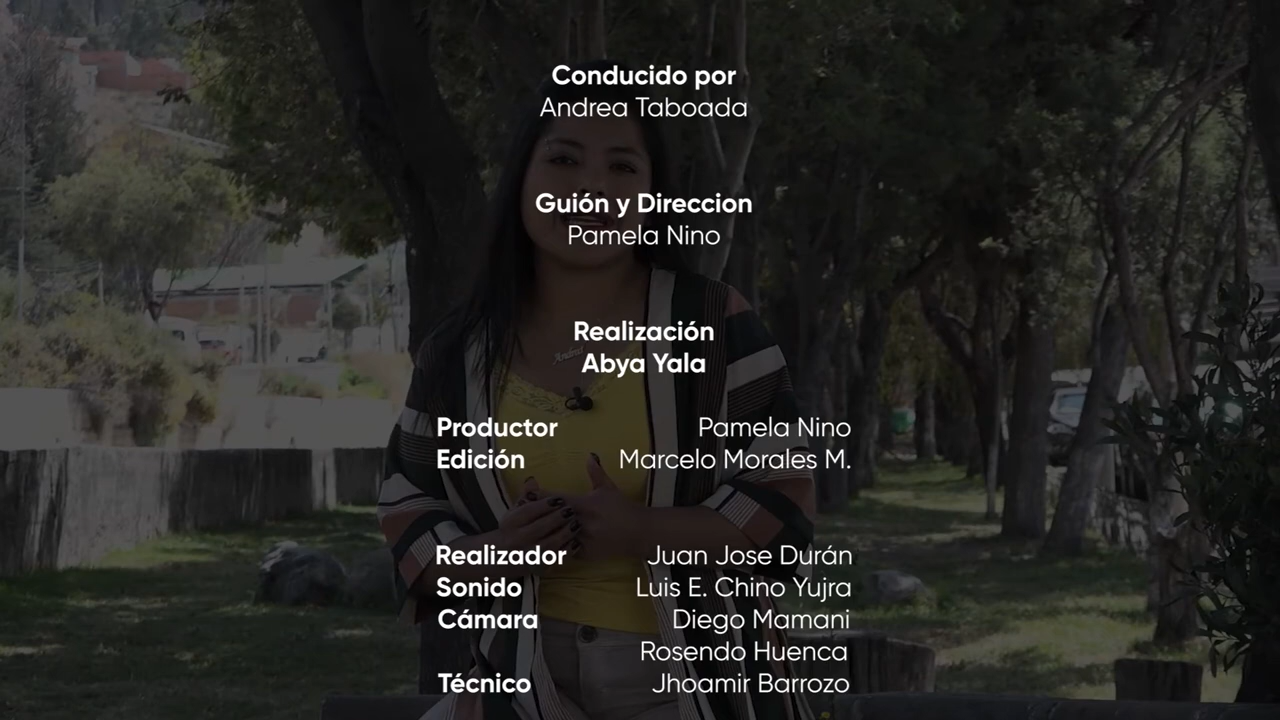 Conducido por
Andrea Taboada
Guión y Direccion
Pamela Nino
Realización
Abya Yala
Productor Pamela Nino
Edición Marcelo Morales M.
Realizador Juan Jose Durán
Sonido Luis E. Chino Yujra
Cámara Diego Mamani
Rosendo Huenca
Técnico Jhoamir Barrozo